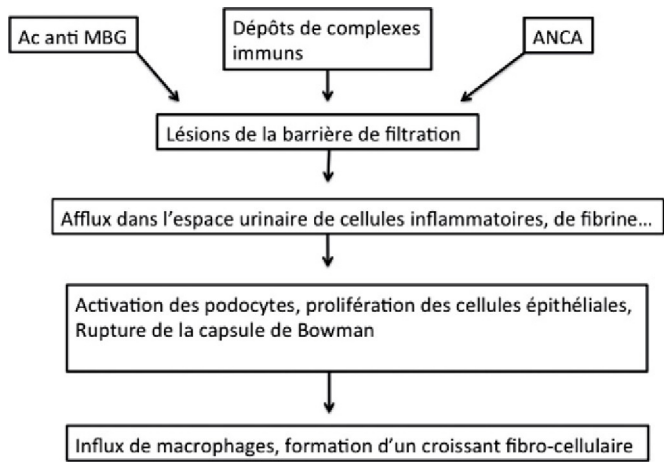 Ac anti MBG
Dépôts de complexes
immuns
ANCA
Lésions de la barrière de filtration
Afflux dans l'espace urinaire de cellules inflammatoires, de fibrine...
Activation des podocytes, prolifération des cellules épithéliales,
Rupture de la capsule de Bowman
Influx de macrophages, formation d'un croissant fibro-cellulaire